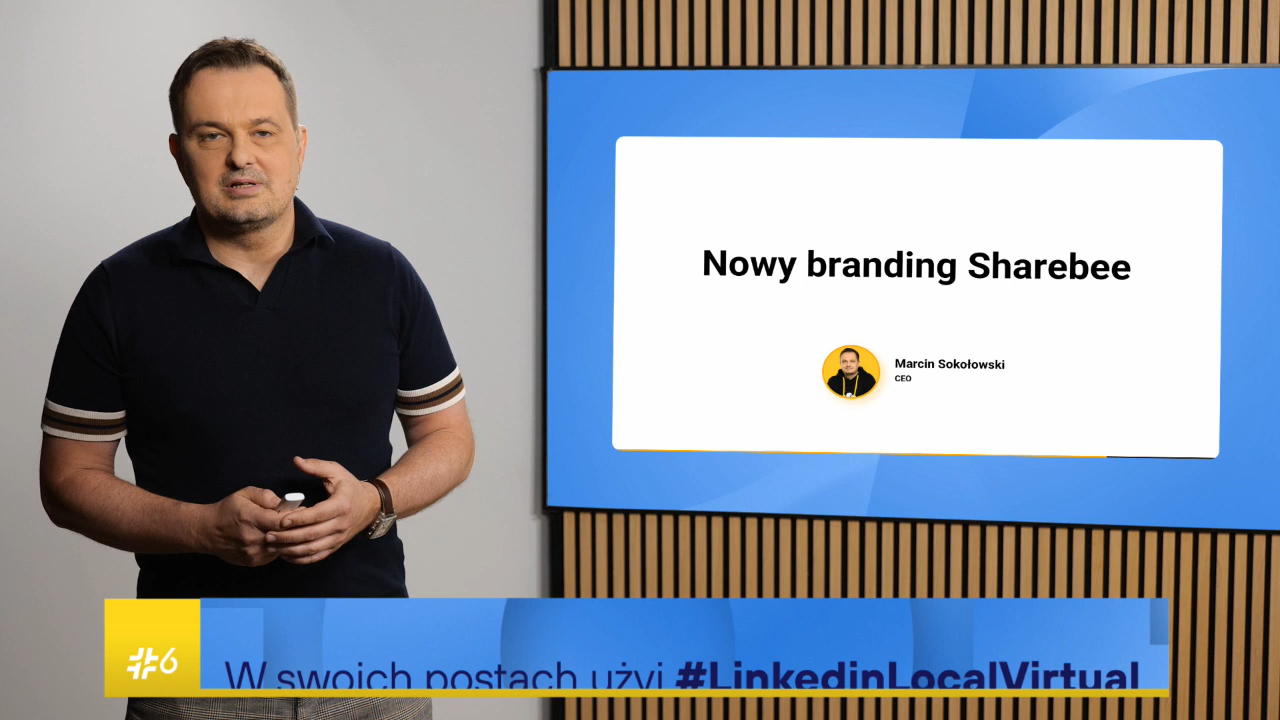 Nowy branding Sharebee
Marcin Sokołowski
CEO
#6
W swoich postach użyj #LinkedinLocalVirtual